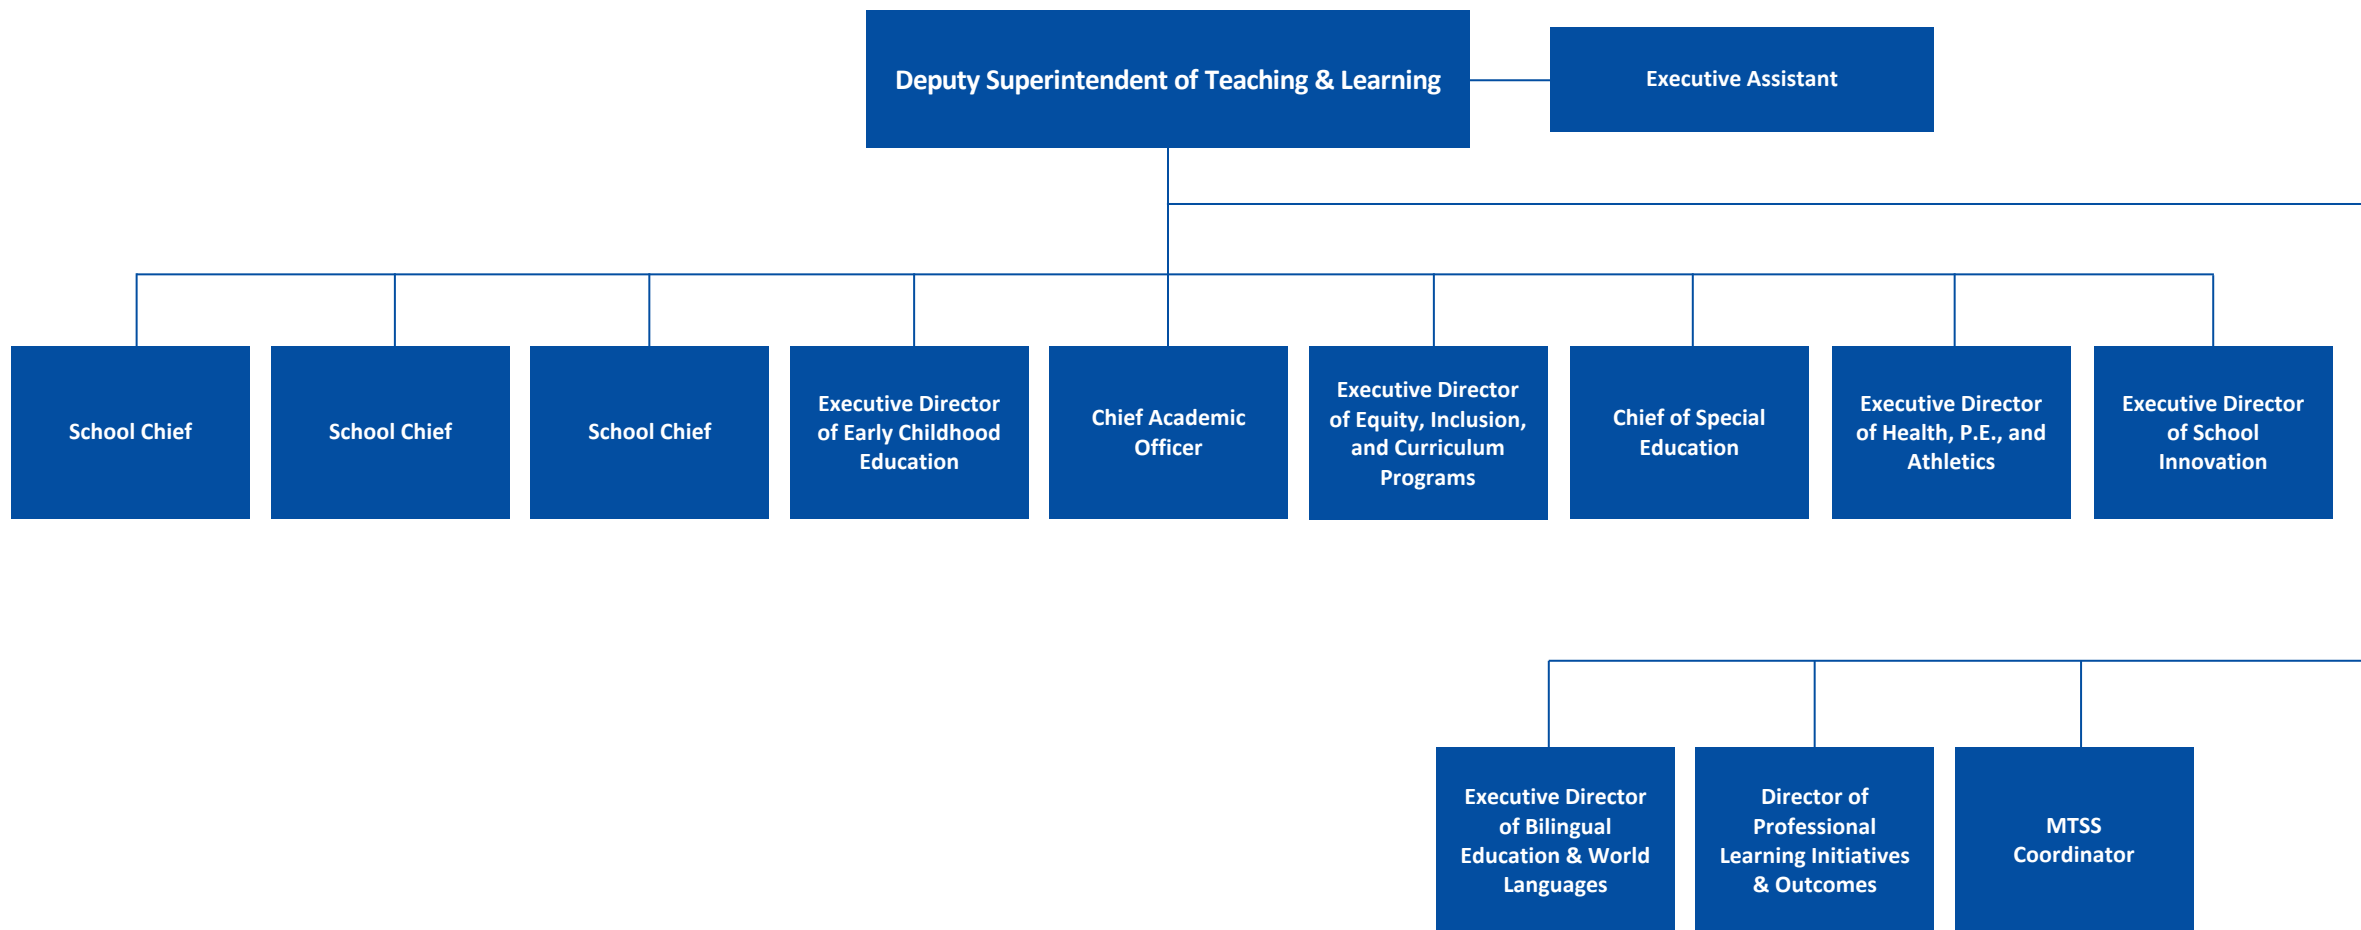 Deputy Superintendent of Teaching & Learning
Executive Assistant
School Chief
School Chief
School Chief
Executive Director
of Early Childhood
Education
Chief Academic
Officer
Executive Director
of Equity, Inclusion,
and Curriculum
Programs
Chief of Special
Education
Executive Director
of Health, P.E., and
Athletics
Executive Director
of School
Innovation
Executive Director
of Bilingual
Education & World
Languages
Director of
Professional
Learning Initiatives
& Outcomes
MTSS
Coordinator